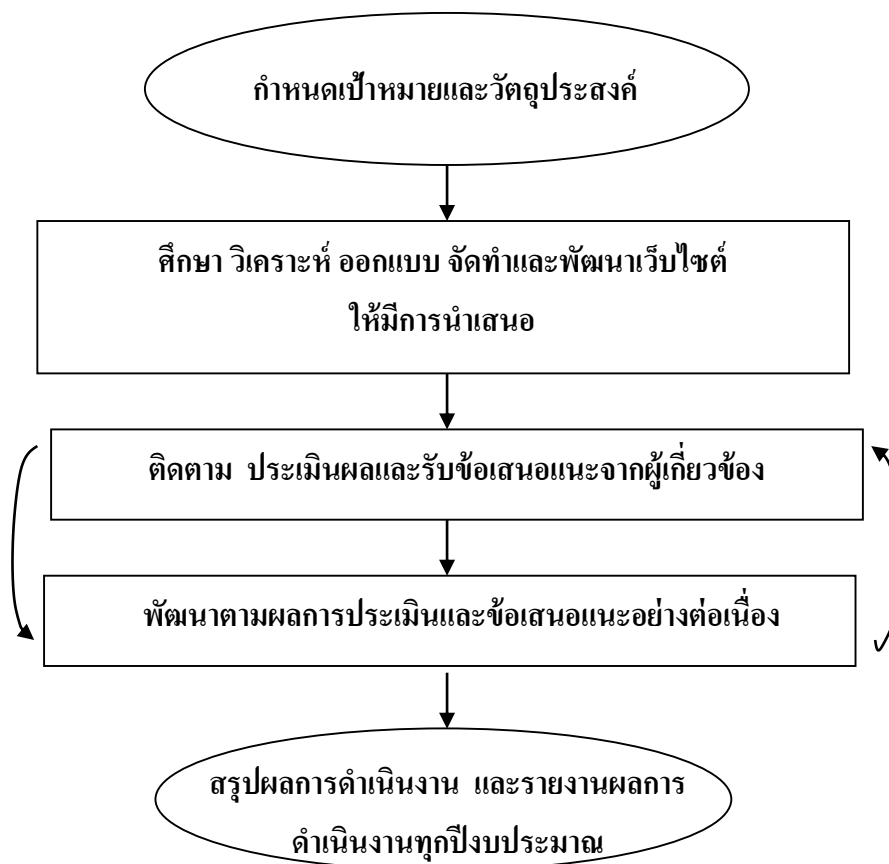 กำหนดเป้าหมายและวัตถุประสงค์
ศึกษา วิเคราะห์ ออกแบบ จัดทำและพัฒนาเว็บไซต์
ให้มีการนำเสนอ
ติดตาม ประเมินผลและรับข้อเสนอแนะจากผู้เกี่ยวข้อง
พัฒนาตามผลการประเมินและข้อเสนอแนะอย่างต่อเนื่อง
สรุปผลการดำเนินงาน และรายงานผลการ
ดำเนินงานทุกปีงบประมาณ